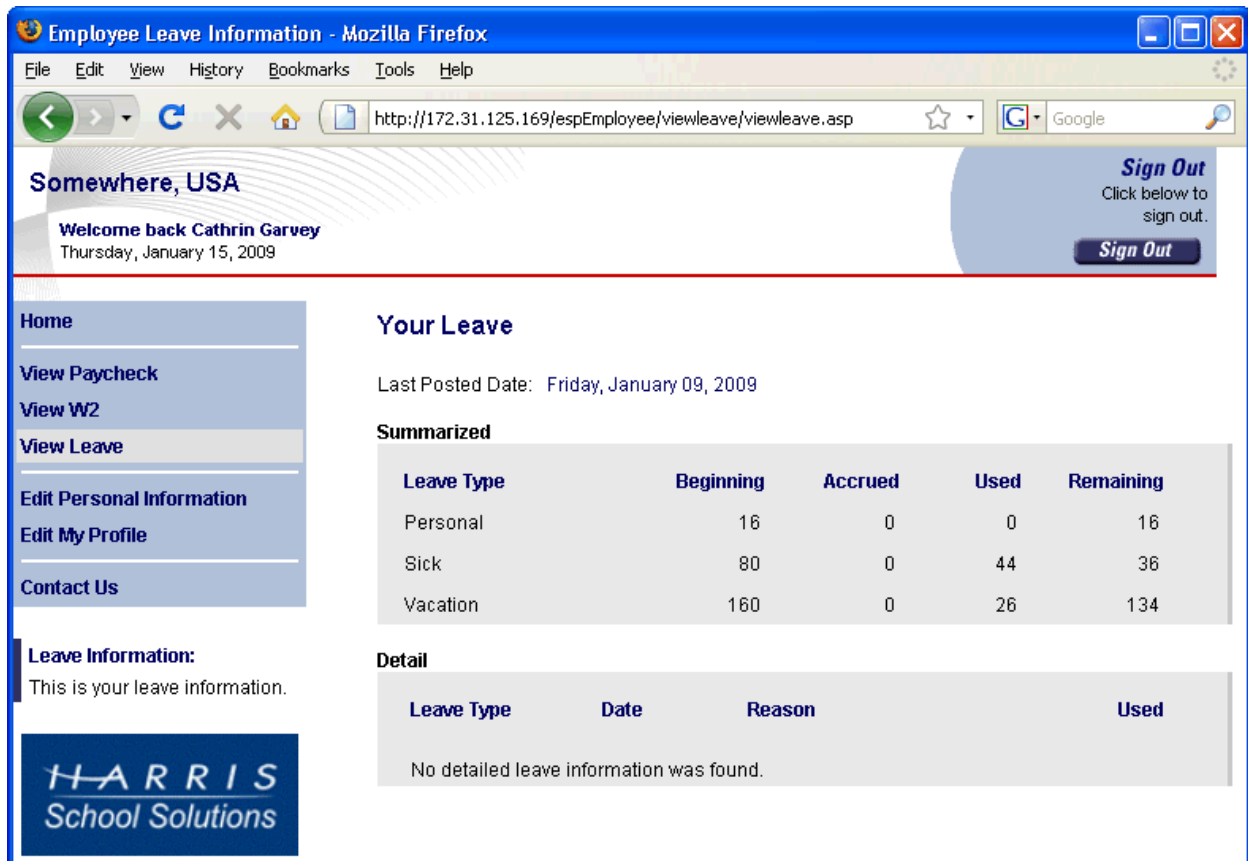 Employee Leave Information - Mozilla Firefox
File Edit View History Bookmarks Tools Help
http://172.31.125.169/espEmployee/viewleave/viewleave.asp
G
Google
Somewhere, USA
Welcome back Cathrin Garvey
Thursday, January 15, 2009
Sign Out
Click below to
sign out.
Sign Out
Home
View Paycheck
View W2
View Leave
Edit Personal Information
Edit My Profile
Contact Us
Leave Information:
This is your leave information.
HARRIS
School Solutions
Your Leave
Last Posted Date: Friday, January 09, 2009
Summarized
Leave Type Beginning Accrued Used Remaining
Personal 16 0 0 16
Sick 80 0 44 36
Vacation 160 0 26 134
Detail
Leave Type Date Reason Used
No detailed leave information was found.